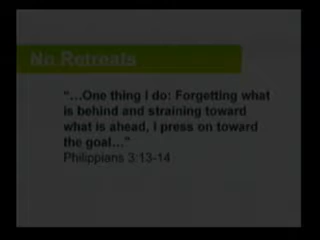 No Retreats
"...One thing I do: Forgetting what
is behind and straining toward
what is ahead, I press on toward
the goal..."
Philippians 3:13-14